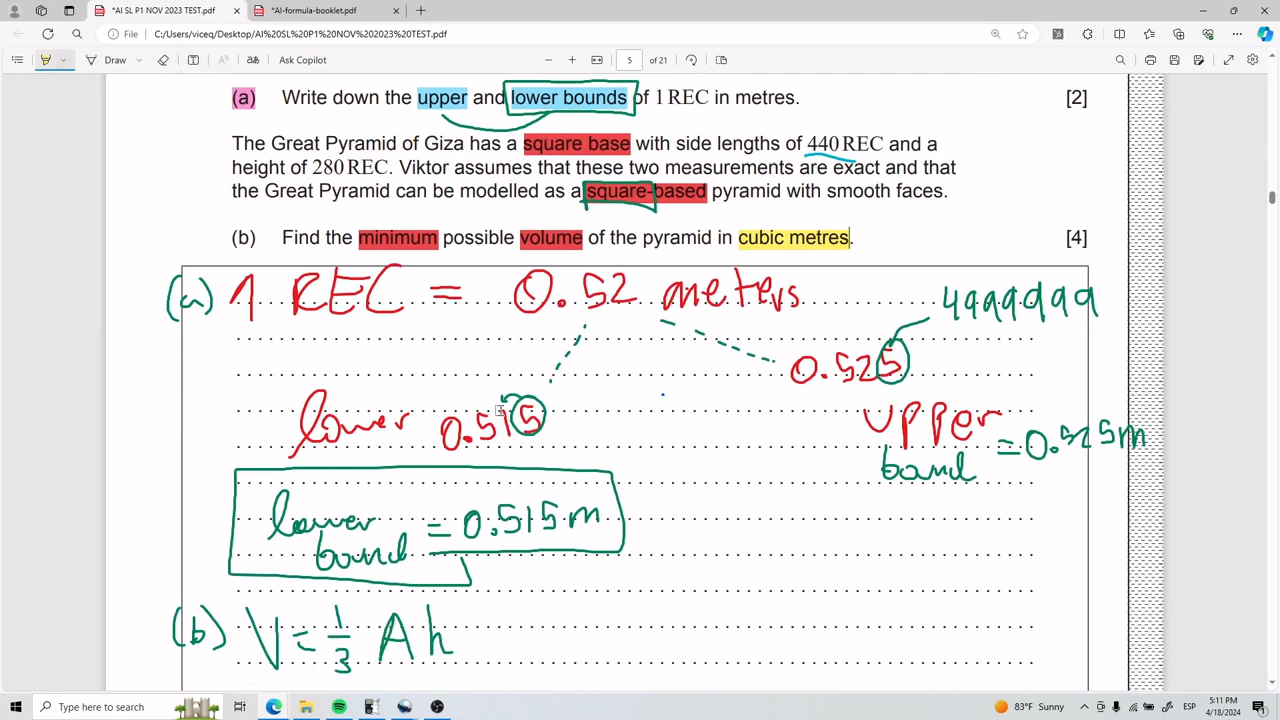 *AI SL P1 NOV 2023 TEST.pdf
*AI-formula-booklet.pdf
File
C:/Users/viceq/Desktop/AI%20SL%20P1%20NOV%202023%20TEST.pdf
Draw
Ask Copilot
5
of 21
(a) Write down the upper and lower bounds of 1 REC in metres. [2]
The Great Pyramid of Giza has a square base with side lengths of 440 REC and a
height of 280 REC. Viktor assumes that these two measurements are exact and that
the Great Pyramid can be modelled as a square-based pyramid with smooth faces.
(b) Find the minimum possible volume of the pyramid in cubic metres. [4]
(a) 1 REC = 0.52 meters
4999999
0.525
lower 0.515
Upper
bound = 0.525m
lower
bound = 0.515m
(b) V = 1/3 Ah
Type here to search
83°F Sunny
ESP
5:11 PM
4/18/2024